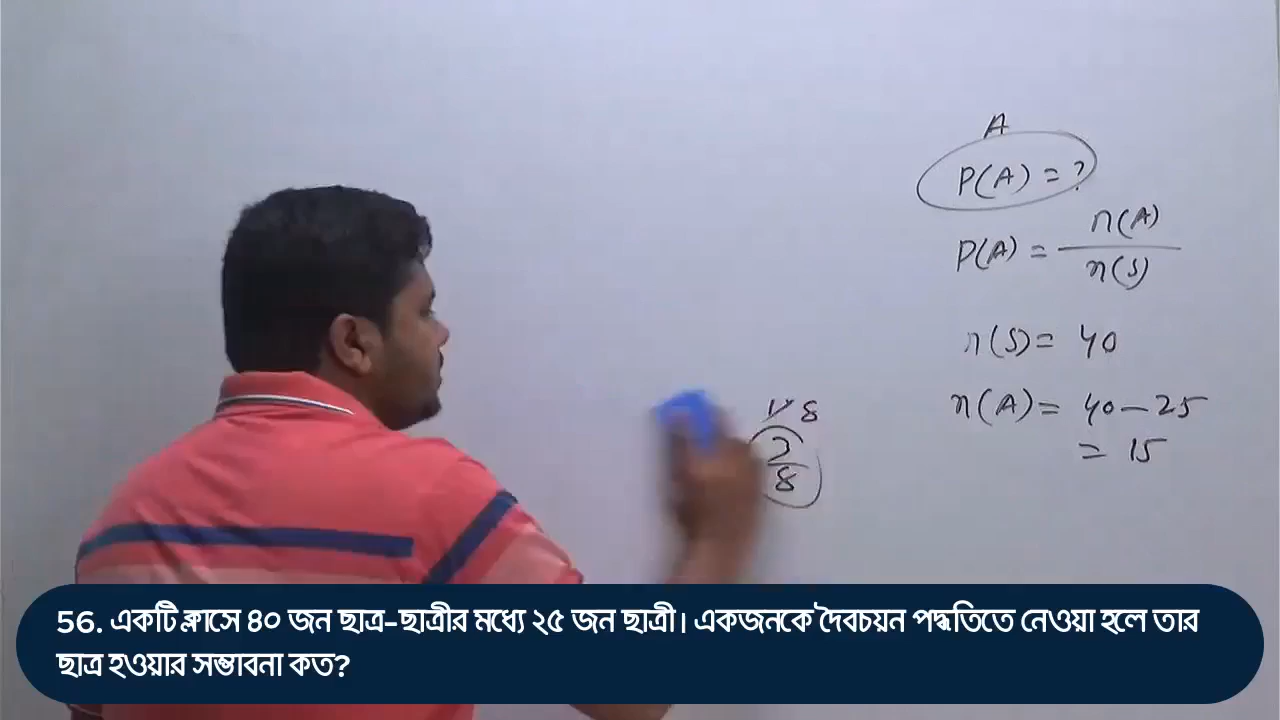 A
P(A) = ?
P(A) = n(A) / n(S)
n(S) = 40
n(A) = 40 - 25
= 15
8
3/8
56. একটি ক্লাসে ৪০ জন ছাত্র-ছাত্রীর মধ্যে ২৫ জন ছাত্রী। একজনকে দৈবচয়ন পদ্ধতিতে নেওয়া হলে তার
ছাত্র হওয়ার সম্ভাবনা কত?